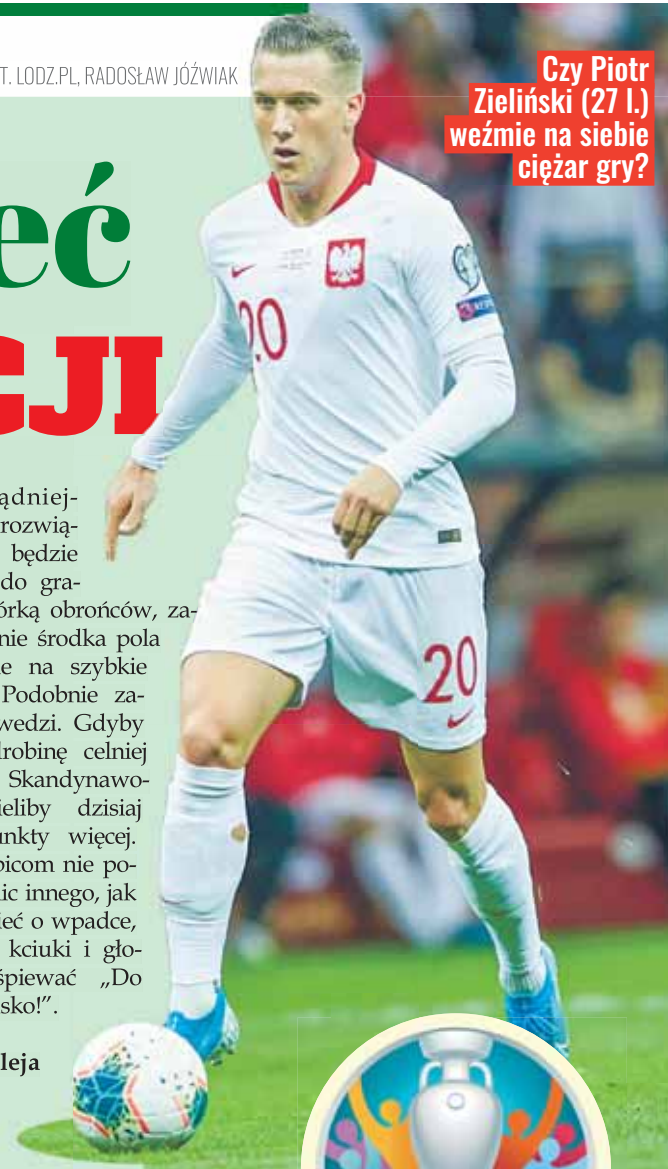 T. LODZ.PL, RADOSŁAW JÓŹWIAK
Czy Piotr
Zieliński (27 l.)
weźmie na siebie
ciężar gry?
eć
CJI
ądniej-
rozwią-
będzie
do gra-
órką obrońców, za-
nie środka pola
e na szybkie
Podobnie za-
wedzi. Gdyby
drobinę celniej
Skandynawo-
ieliby dzisiaj
unkty więcej.
bicom nie po-
nic innego, jak
ieć o wpadce,
kciuki i gło-
śpiewać „Do
sko!”.
leja
20
20